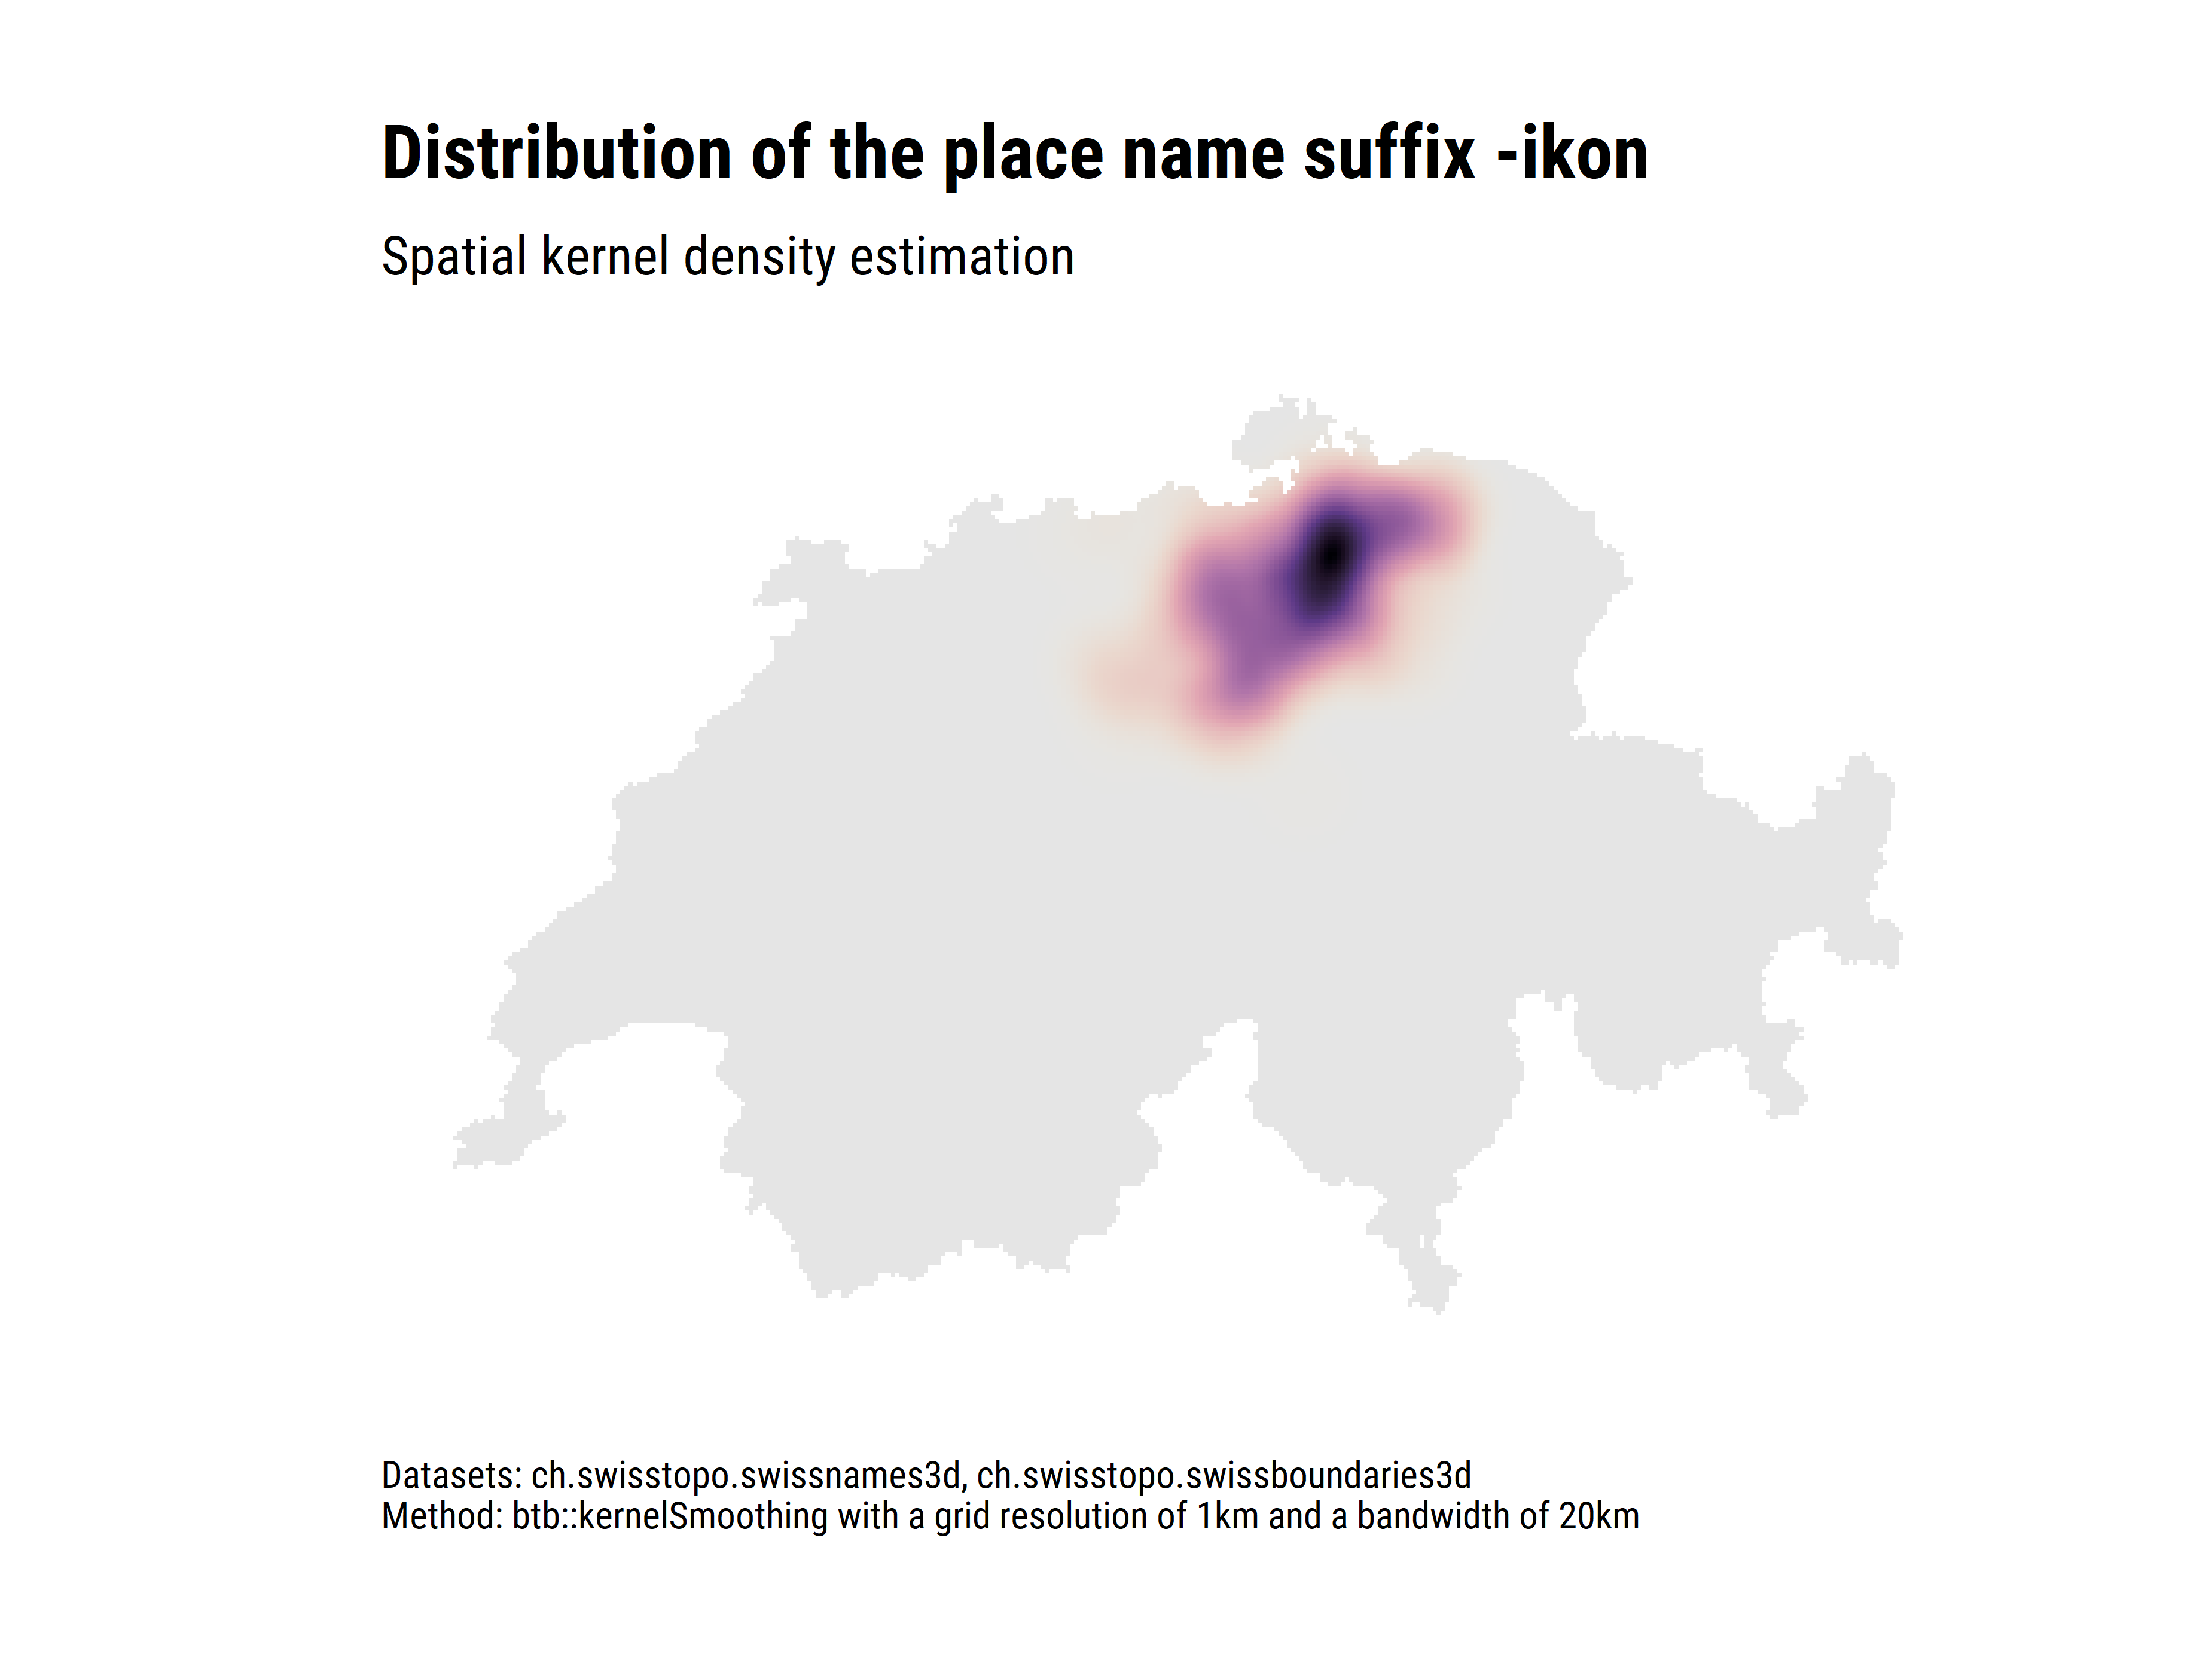 Distribution of the place name suffix -ikon
Spatial kernel density estimation
Datasets: ch.swisstopo.swissnames3d, ch.swisstopo.swissboundaries3d
Method: btb::kernelSmoothing with a grid resolution of 1km and a bandwidth of 20km